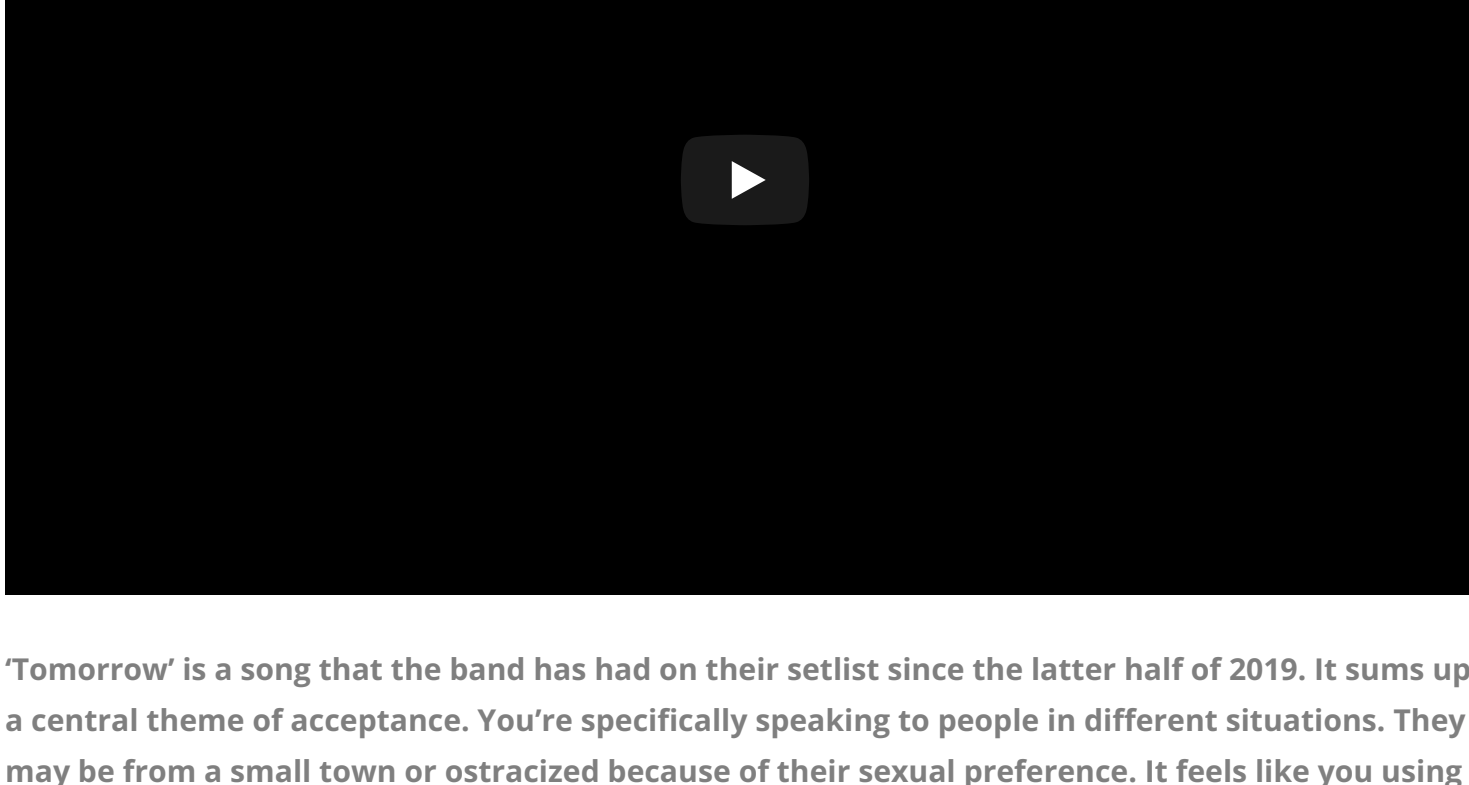 ‘Tomorrow’ is a song that the band has had on their setlist since the latter half of 2019. It sums up
a central theme of acceptance. You’re specifically speaking to people in different situations. They
may be from a small town or ostracized because of their sexual preference. It feels like you using